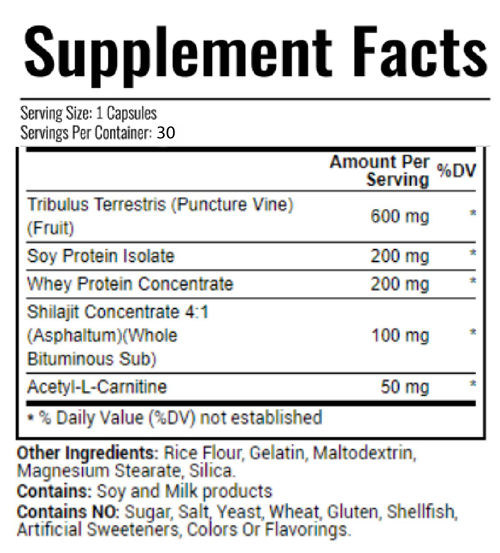 Supplement Facts
Serving Size: 1 Capsules
Servings Per Container: 30
Amount Per %DV
Serving
Tribulus Terrestris (Puncture Vine)
(Fruit) 600 mg *
Soy Protein Isolate 200 mg *
Whey Protein Concentrate 200 mg *
Shilajit Concentrate 4:1
(Asphaltum)(Whole 100 mg *
Bituminous Sub)
Acetyl-L-Carnitine 50 mg *
* % Daily Value (%DV) not established
Other Ingredients: Rice Flour, Gelatin, Maltodextrin,
Magnesium Stearate, Silica.
Contains: Soy and Milk products
Contains NO: Sugar, Salt, Yeast, Wheat, Gluten, Shellfish,
Artificial Sweeteners, Colors Or Flavorings.